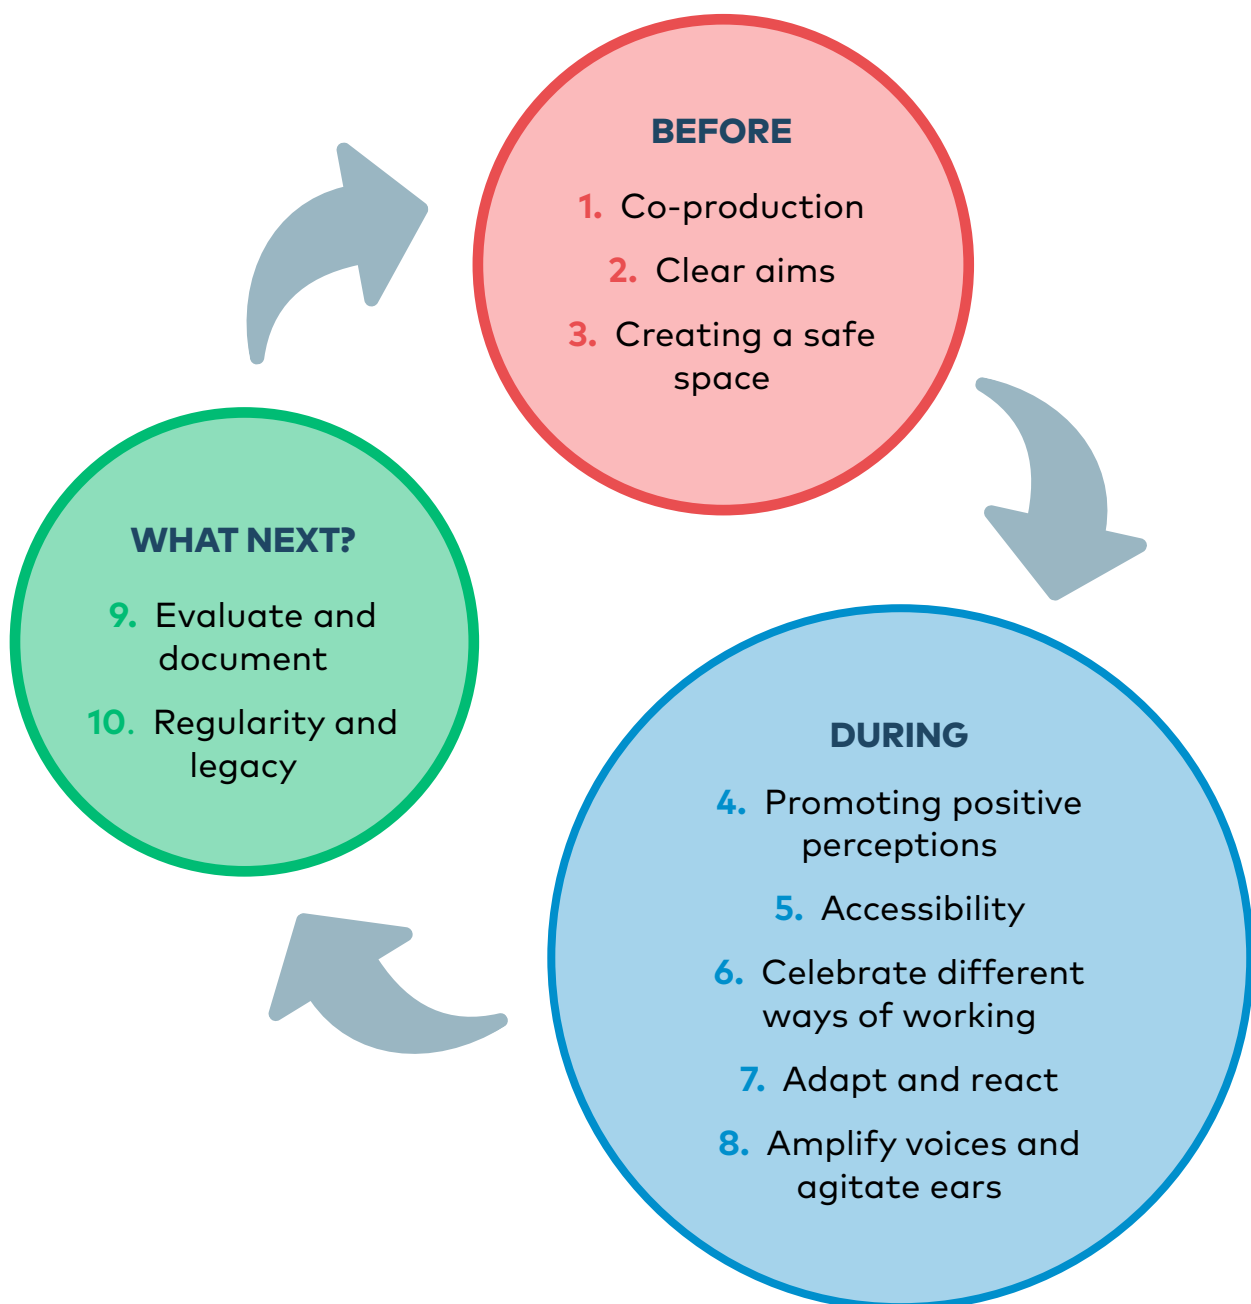 BEFORE
1. Co-production
2. Clear aims
3. Creating a safe
space
DURING
4. Promoting positive
perceptions
5. Accessibility
6. Celebrate different
ways of working
7. Adapt and react
8. Amplify voices and
agitate ears
WHAT NEXT?
9. Evaluate and
document
10. Regularity and
legacy